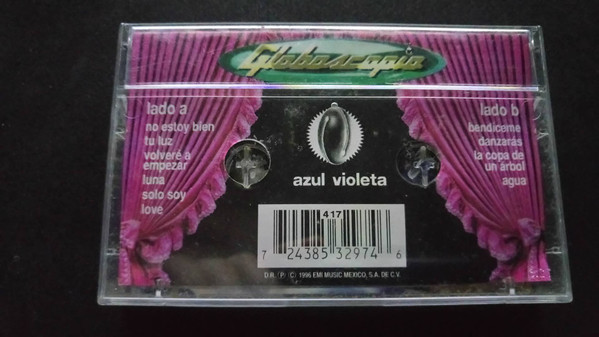 Globoscopio
lado a
no estoy bien
tu luz
volveré a
empezar
luna
solo soy
love
lado b
bendiceme
danzarás
la copa de
un árbol
agua
azul violeta
417
7 24385 32974 6
D.R. (P) (C) 1996 EMI MUSIC MEXICO, S.A. DE C.V.